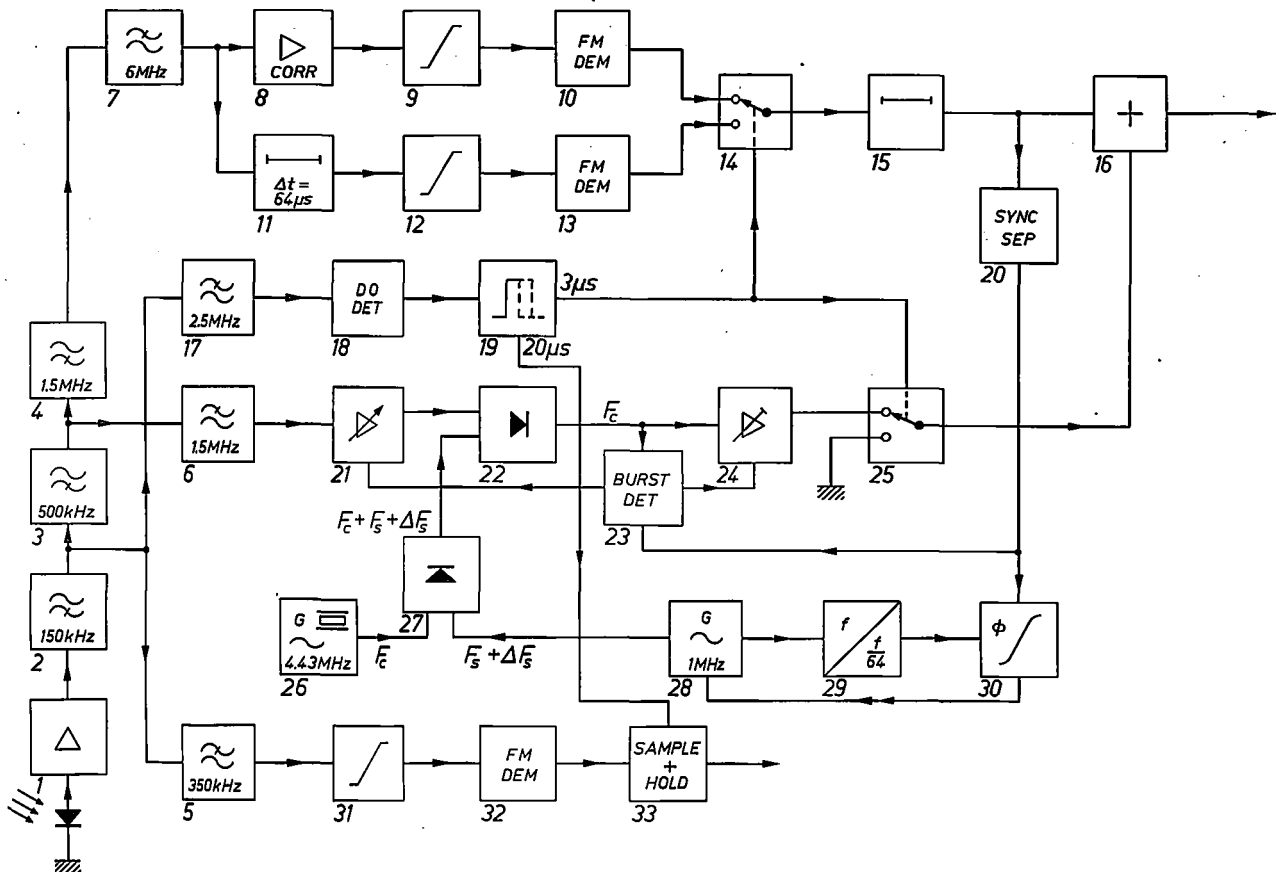 6MHz
7
CORR
8
9
FM
DEM
10
14
15
+
16
Δt =
64µs
11
12
FM
DEM
13
SYNC
SEP
20
2.5MHz
17
DO
DET
18
19
3µs
20µs
1.5MHz
4
1.5MHz
6
21
22
Fc
24
25
BURST
DET
23
500kHz
3
Fc + Fs + ΔFs
150kHz
2
G
4.43MHz
26
Fc
27
Fs + ΔFs
G
1MHz
28
f
f
64
29
ϕ
30
1
350kHz
5
31
FM
DEM
32
SAMPLE
+
HOLD
33